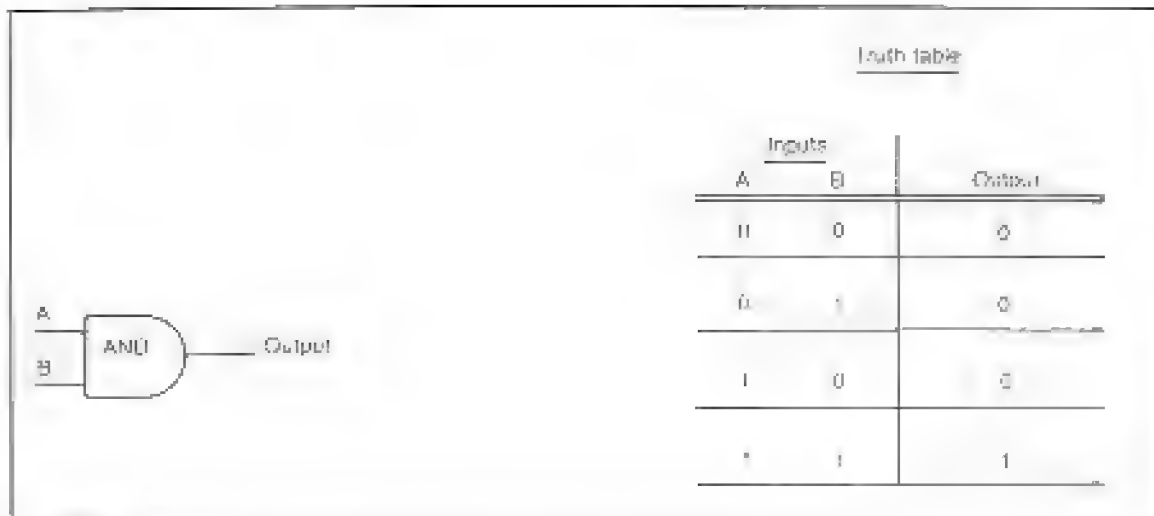 Truth table
Inputs
A B Output
0 0 0
0 1 0
1 0 0
1 1 1
A
AND Output
B